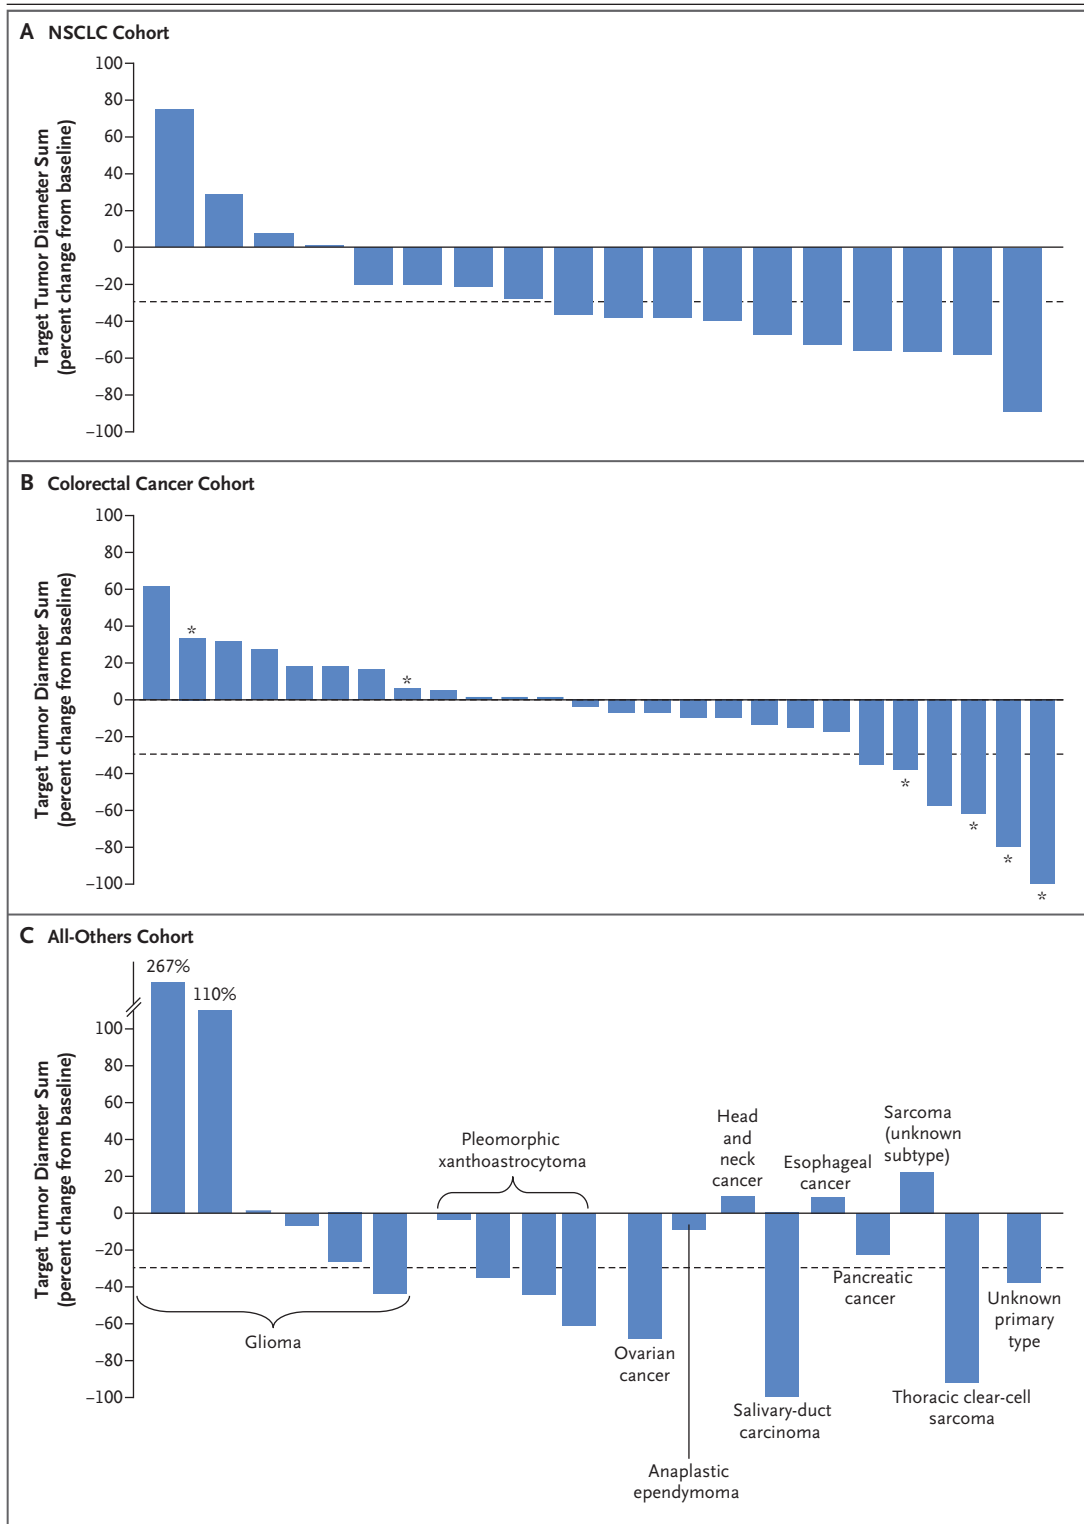 A NSCLC Cohort
Target Tumor Diameter Sum
(percent change from baseline)
100
80
60
40
20
0
–20
–40
–60
–80
–100
B Colorectal Cancer Cohort
Target Tumor Diameter Sum
(percent change from baseline)
100
80
60
40
20
0
–20
–40
–60
–80
–100
*
*
*
*
*
*
C All-Others Cohort
Target Tumor Diameter Sum
(percent change from baseline)
100
80
60
40
20
0
–20
–40
–60
–80
–100
267%
110%
Glioma
Pleomorphic
xanthoastrocytoma
Ovarian
cancer
Anaplastic
ependymoma
Head
and
neck
cancer
Salivary-duct
carcinoma
Esophageal
cancer
Pancreatic
cancer
Sarcoma
(unknown
subtype)
Thoracic clear-cell
sarcoma
Unknown
primary
type